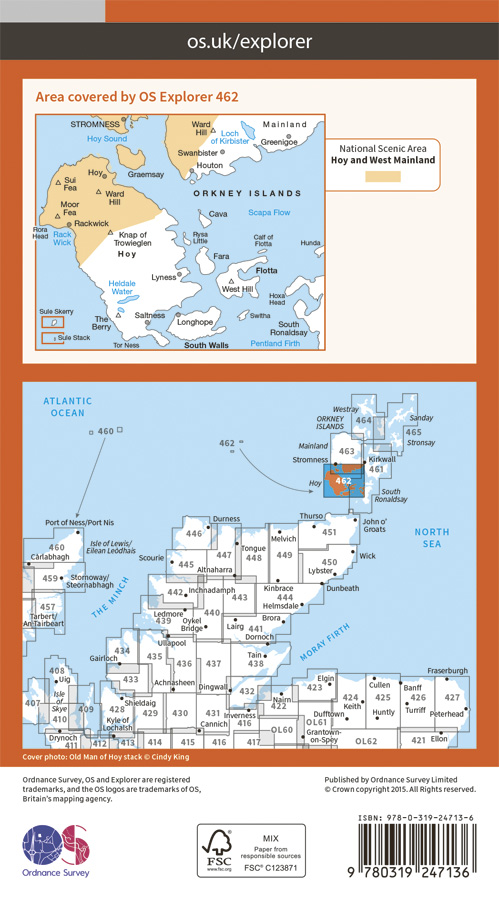 os.uk/explorer
Area covered by OS Explorer 462
STROMNESS
Hoy Sound
Ward
Hill
Loch
of Kirbister
Mainland
Greenigoe
Swanbister
Houton
Hoy
Graemsay
Sui
Fea
Ward
Hill
Moor
Fea
Rackwick
Rora
Head
Rack
Wick
Knap of
Trowieglen
Hoy
ORKNEY ISLANDS
Cava
Scapa Flow
Rysa
Little
Calf of
Flotta
Hunda
Fara
Flotta
Lyness
West Hill
Heldale
Water
Hoxa
Head
Sule Skerry
The
Berry
Saltness
Longhope
Switha
South
Ronaldsay
Sule Stack
Tor Ness
South Walls
Pentland Firth
National Scenic Area
Hoy and West Mainland
ATLANTIC
OCEAN
460
462
Westray
ORKNEY
ISLANDS
464
Sanday
465
Stronsay
Mainland
463
Stromness
Kirkwall
461
462
Hoy
South
Ronaldsay
Port of Ness/Port Nis
Durness
Thurso
John o'
Groats
NORTH
SEA
446
451
Melvich
Isle of Lewis/
Eilean Leòdhais
460
Càrlabhagh
Scourie
447
Tongue
448
449
Wick
445
Altnaharra
450
Lybster
459
Stornoway/
Steornabhagh
THE MINCH
442
Inchnadamph
443
Kinbrace
444
Dunbeath
Helmsdale
457
Tarbert/
An Tairbeart
Ledmore
439
440
Oykel
Bridge
Lairg
441
Brora
Dornoch
MORAY FIRTH
Ullapool
434
435
Gairloch
436
437
Tain
438
408
Uig
433
Achnasheen
Dingwall
432
Fraserburgh
Elgin
423
Cullen
Banff
407
Isle
of
Skye
410
409
428
Shieldaig
429
430
431
Inverness
Nairn
422
424
Keith
425
426
427
Kyle of
Lochalsh
Cannich
Dufftown
Huntly
Turriff
Peterhead
OL61
Drynoch
411
412
413
414
415
416
417
OL60
Grantown-
on-Spey
OL62
421
Ellon
Cover photo: Old Man of Hoy stack © Cindy King
Ordnance Survey, OS and Explorer are registered
trademarks, and the OS logos are trademarks of OS,
Britain's mapping agency.
Published by Ordnance Survey Limited
© Crown copyright 2015. All Rights reserved.
OS
Ordnance Survey
FSC
www.fsc.org
MIX
Paper from
responsible sources
FSC® C123871
ISBN: 978-0-319-24713-6
9 780319 247136